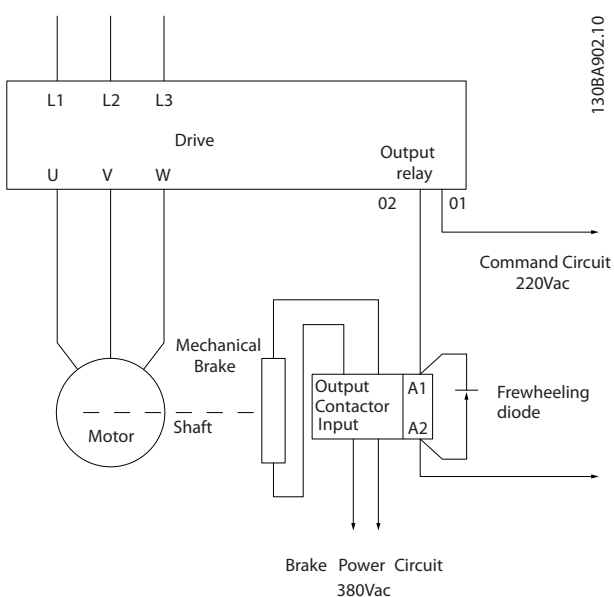 130BA902.10
L1 L2 L3
Drive
U V W
Output
relay
02 01
Command Circuit
220Vac
Mechanical
Brake
Output
Contactor
Input
A1
A2
Frewheeling
diode
Motor
Shaft
Brake Power Circuit
380Vac